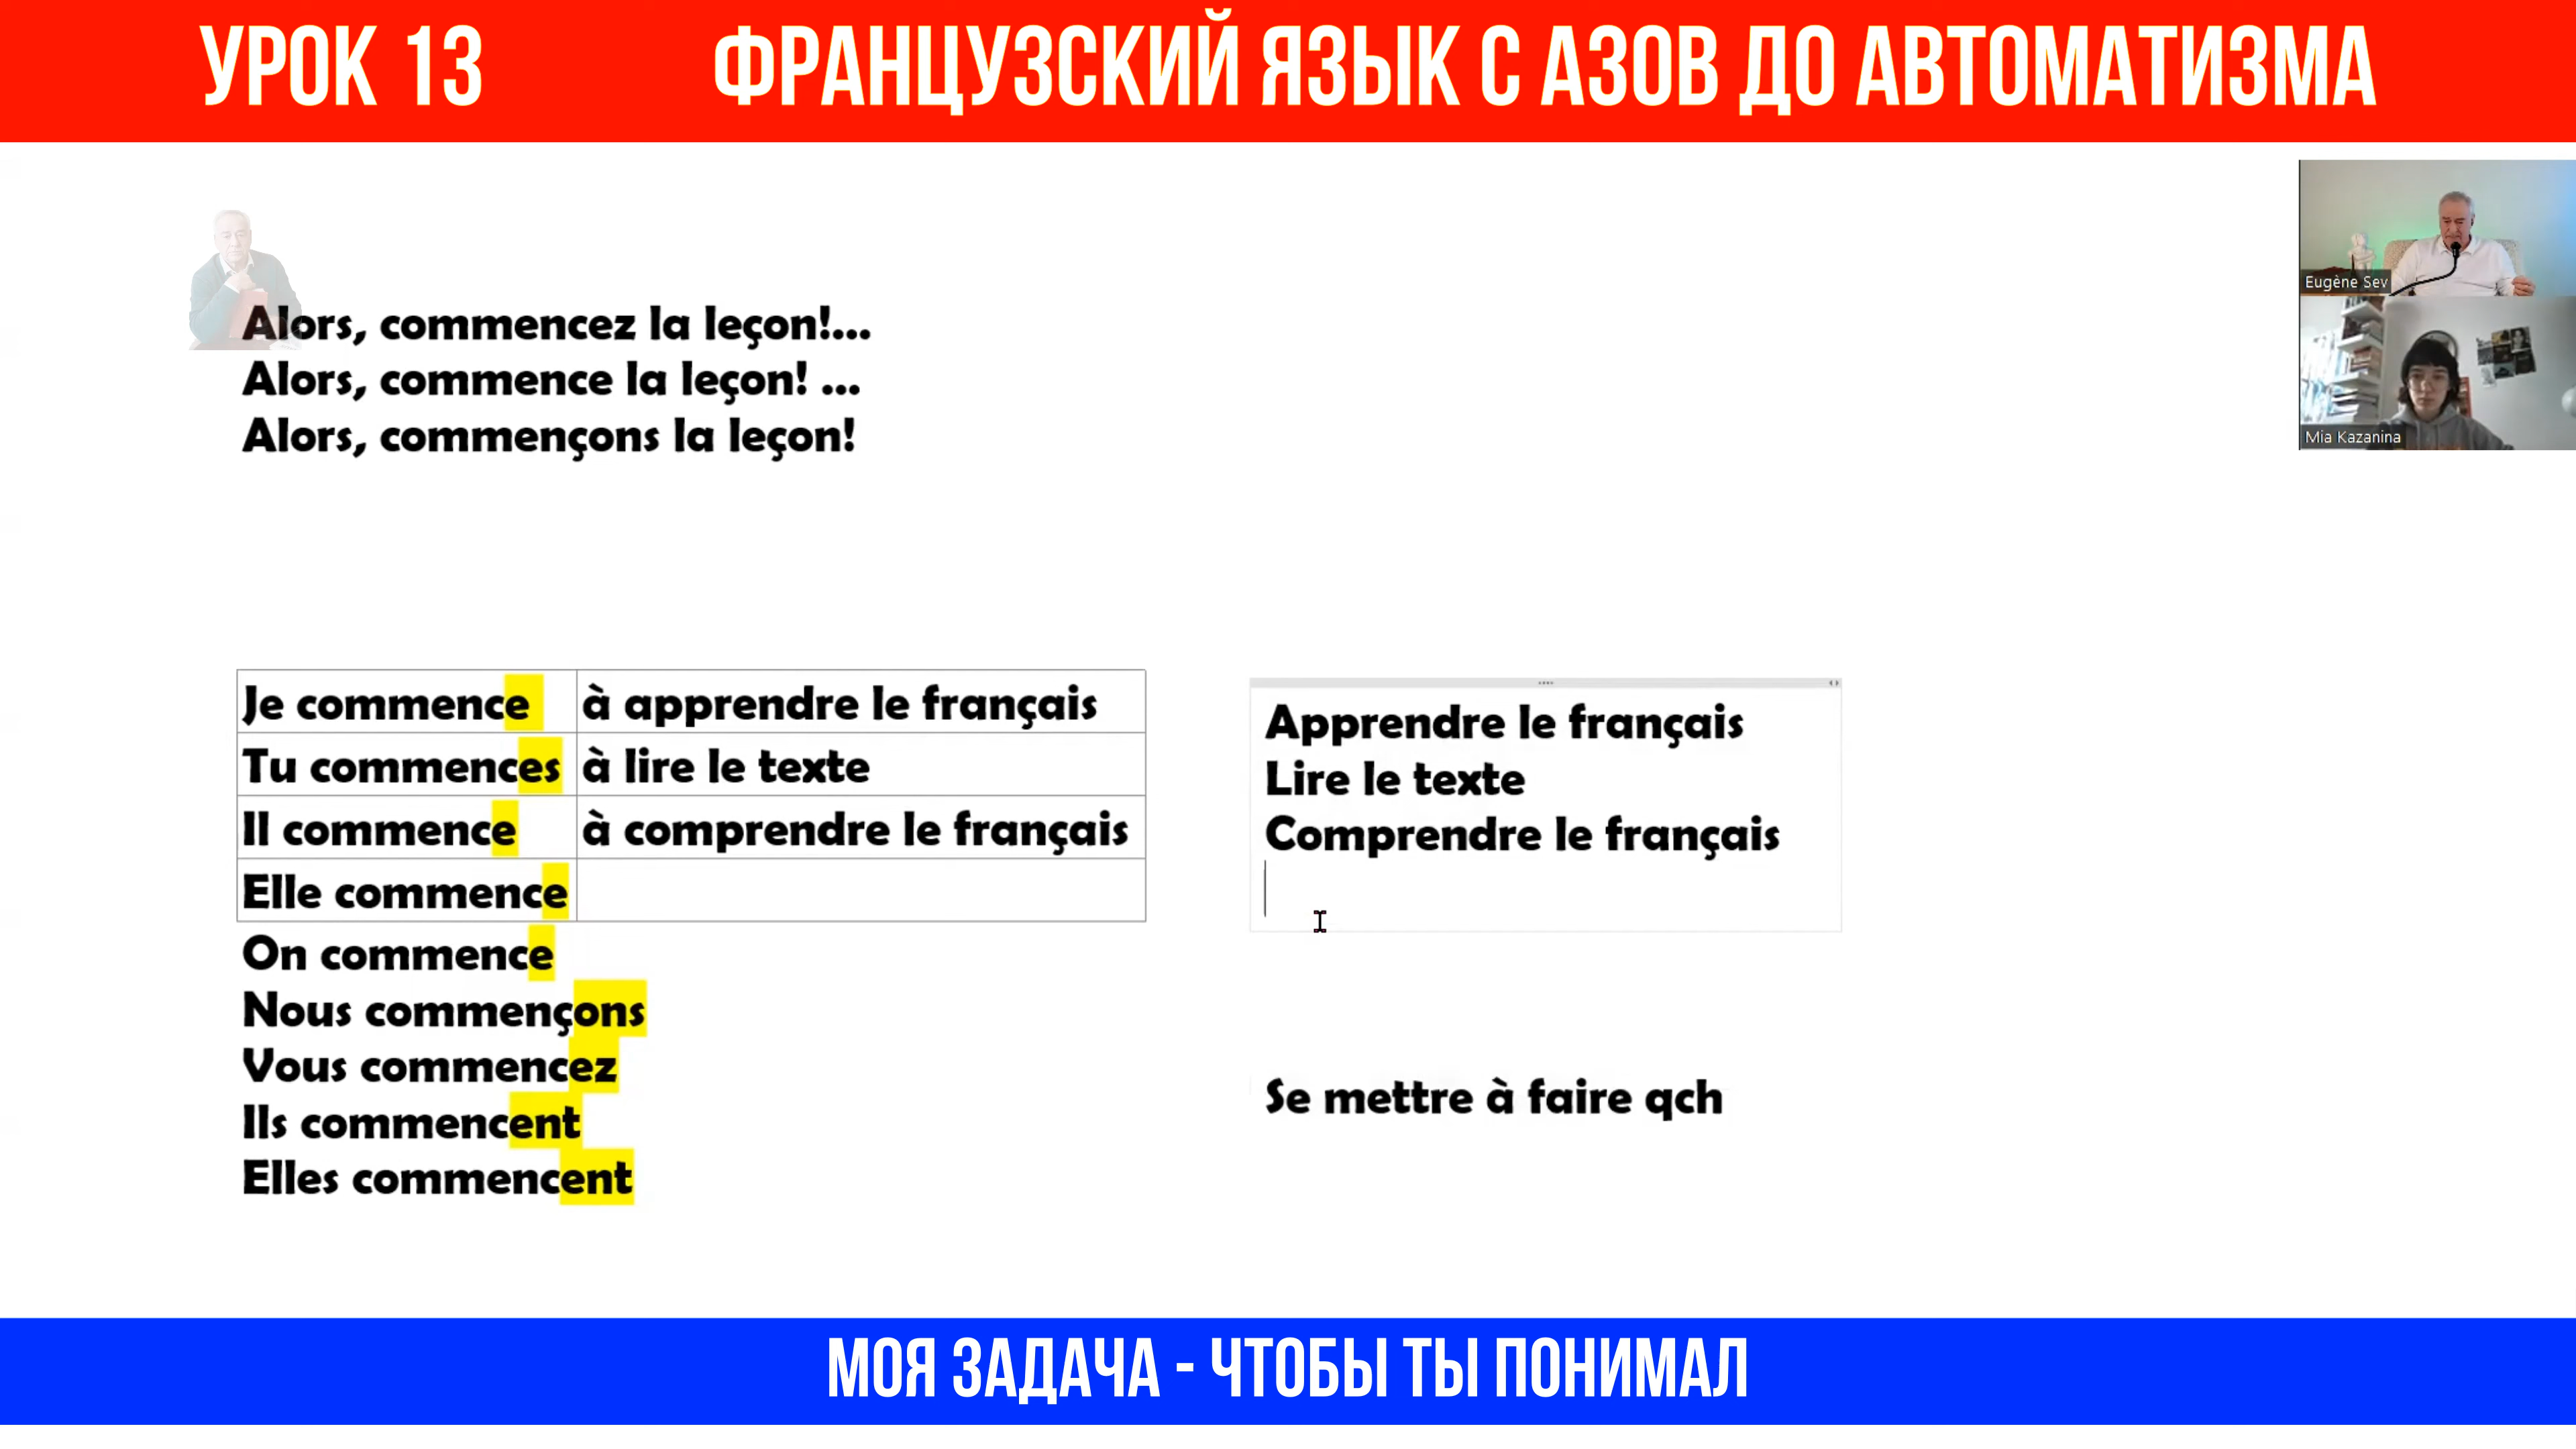 УРОК 13 ФРАНЦУЗСКИЙ ЯЗЫК С АЗОВ ДО АВТОМАТИЗМА
Eugène Sev
Mia Kazanina
Alors, commencez la leçon!...
Alors, commence la leçon! ...
Alors, commençons la leçon!
Je commence à apprendre le français
Tu commences à lire le texte
Il commence à comprendre le français
Elle commence
On commence
Nous commençons
Vous commencez
Ils commencent
Elles commencent
Apprendre le français
Lire le texte
Comprendre le français
Se mettre à faire qch
МОЯ ЗАДАЧА - ЧТОБЫ ТЫ ПОНИМАЛ